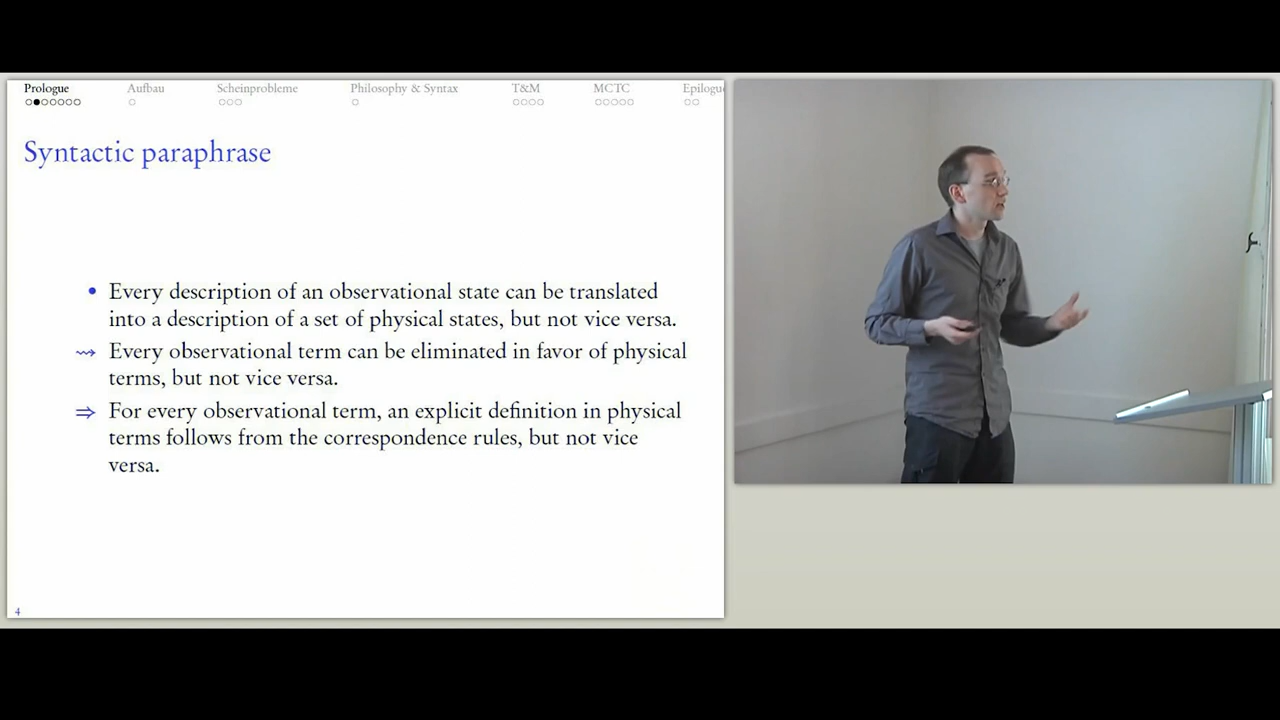 Prologue Aufbau Scheinprobleme Philosophy & Syntax T&M MCTC Epilogue
Syntactic paraphrase
• Every description of an observational state can be translated
into a description of a set of physical states, but not vice versa.
⇝ Every observational term can be eliminated in favor of physical
terms, but not vice versa.
⇒ For every observational term, an explicit definition in physical
terms follows from the correspondence rules, but not vice
versa.
4